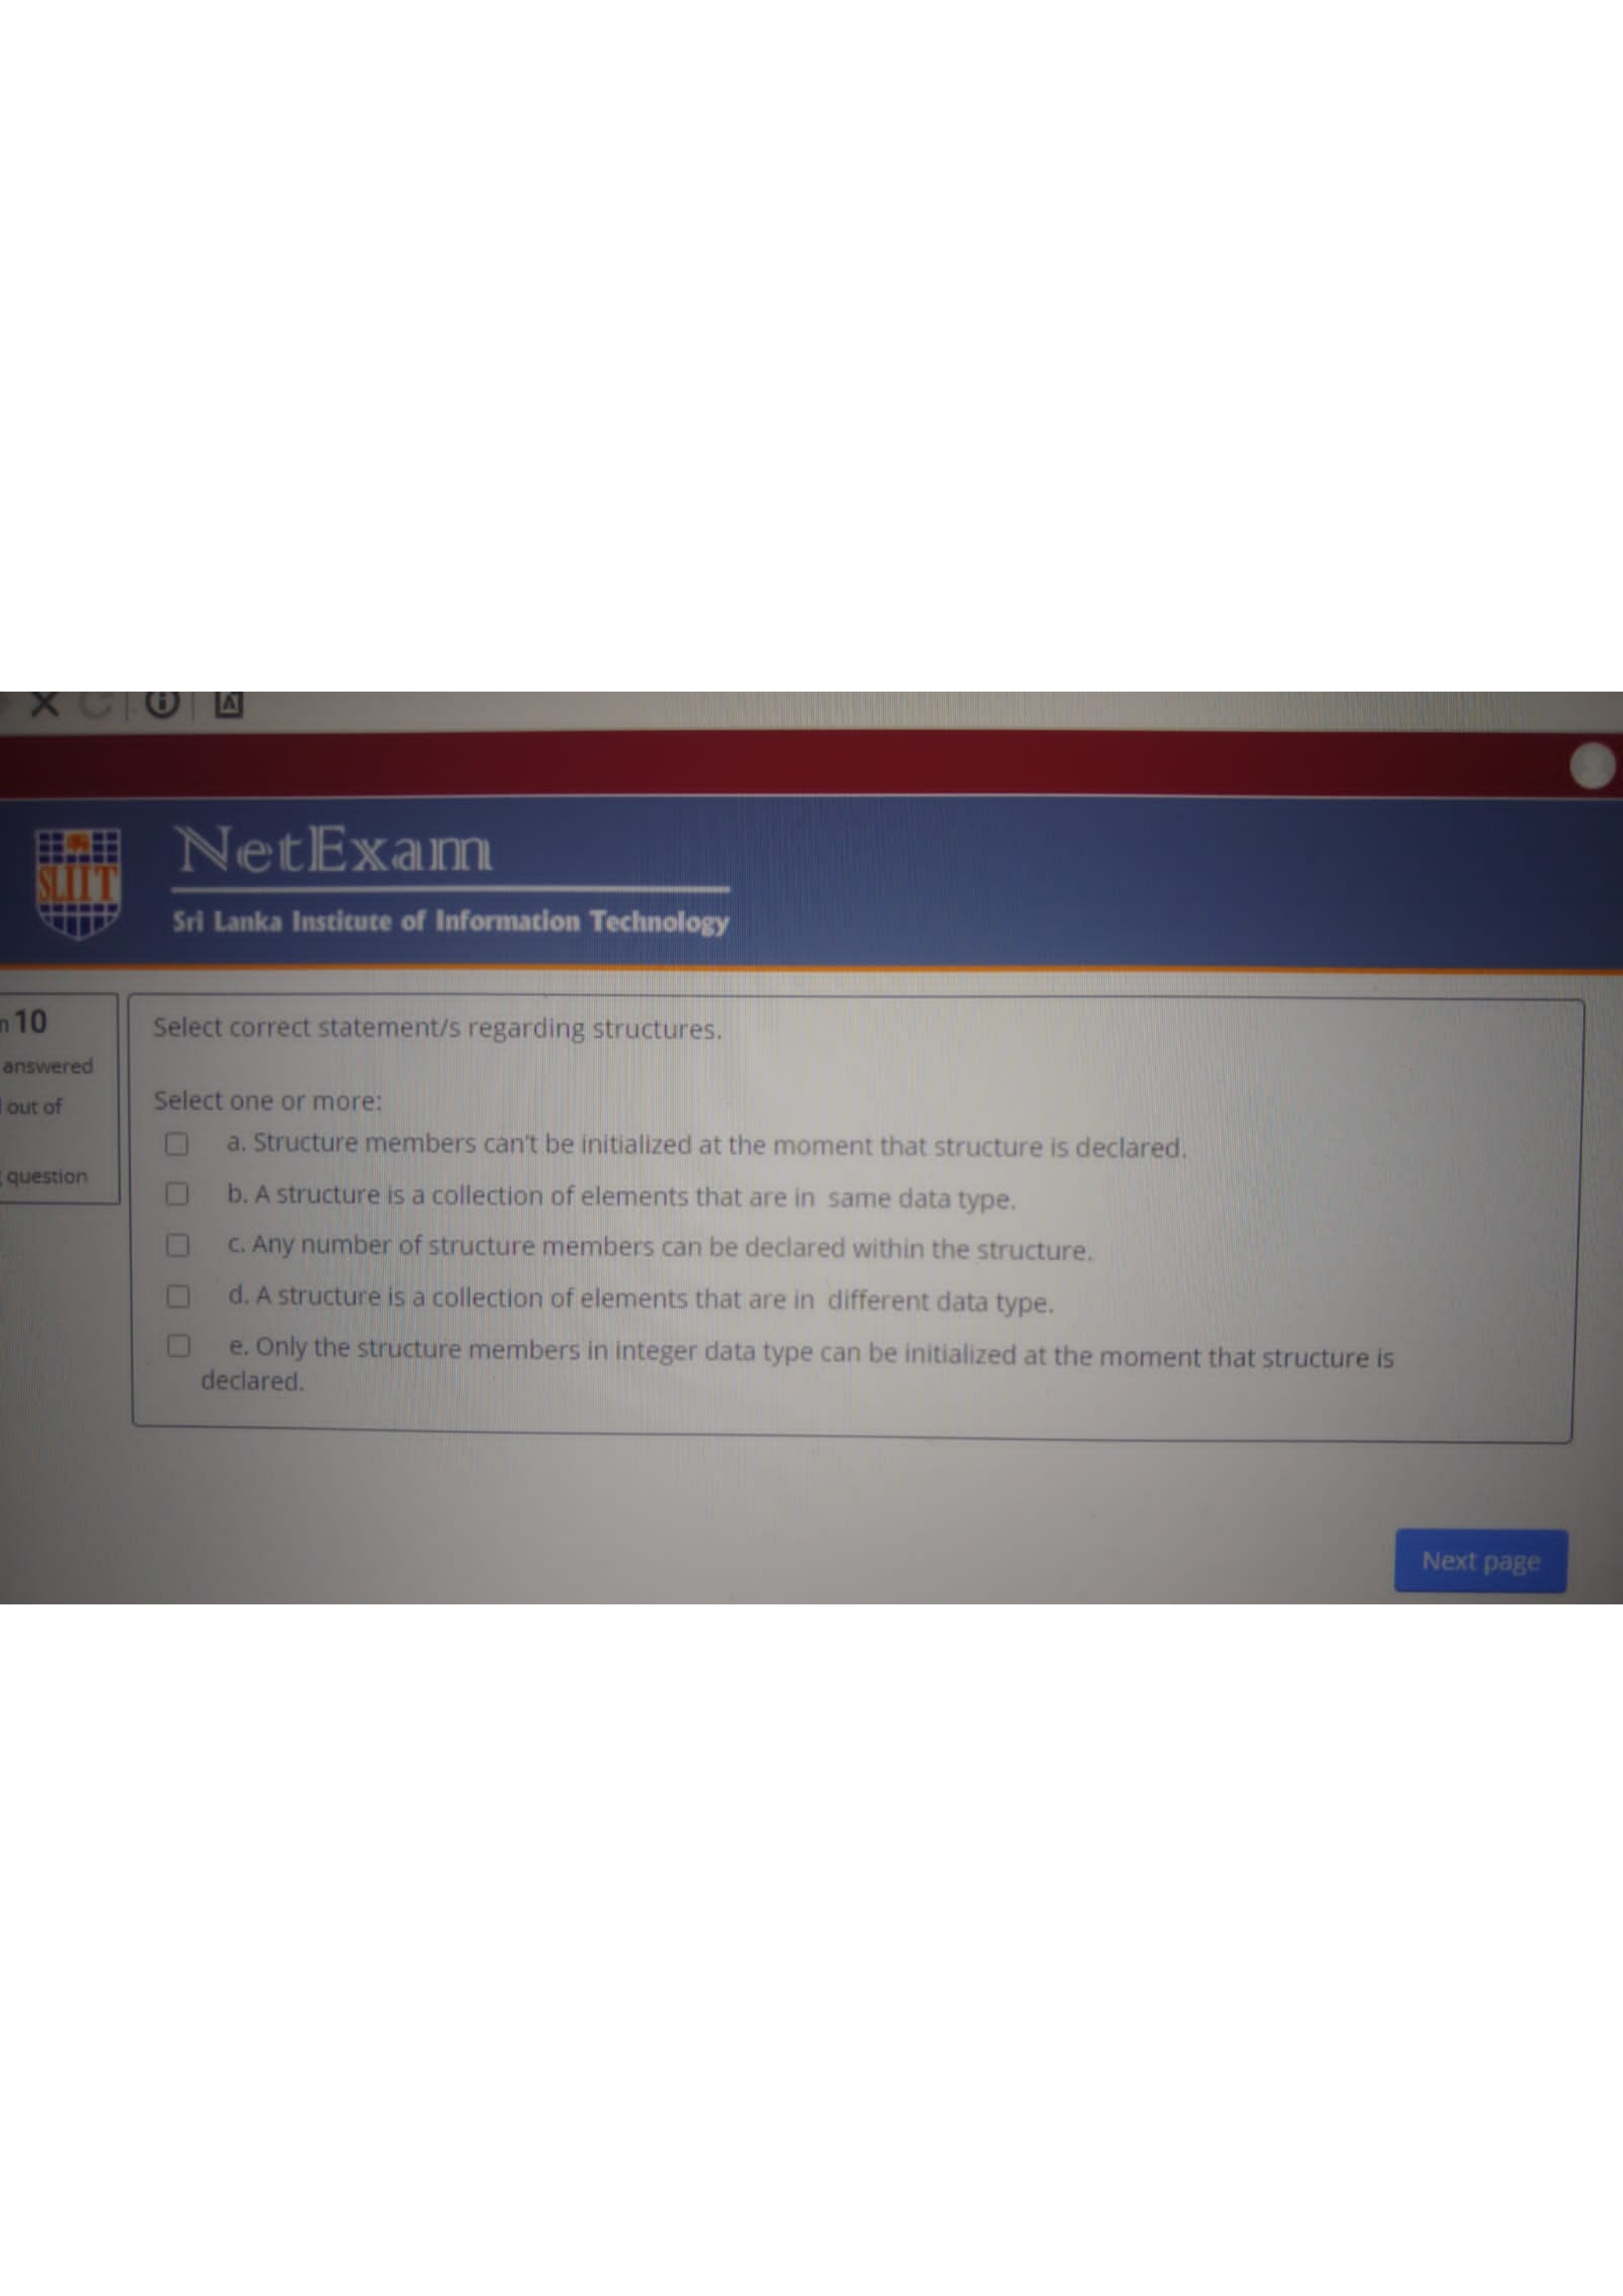 SLIIT
NetExam
Sri Lanka Institute of Information Technology
10
answered
out of
question
Select correct statement/s regarding structures.
Select one or more:
a. Structure members can't be initialized at the moment that structure is declared.
b. A structure is a collection of elements that are in same data type.
c. Any number of structure members can be declared within the structure.
d. A structure is a collection of elements that are in different data type.
e. Only the structure members in integer data type can be initialized at the moment that structure is
declared.
Next page